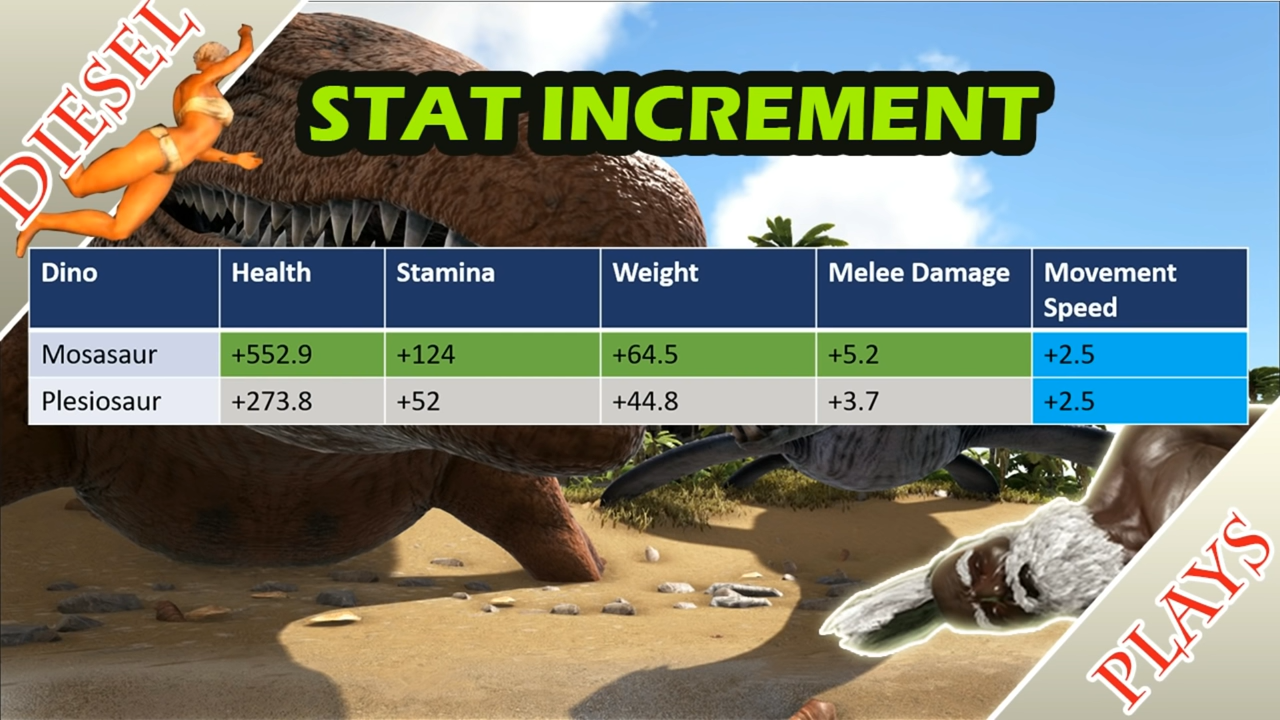 DIESEL
STAT INCREMENT
Dino Health Stamina Weight Melee Damage Movement
Speed
Mosasaur +552.9 +124 +64.5 +5.2 +2.5
Plesiosaur +273.8 +52 +44.8 +3.7 +2.5
PLAYS